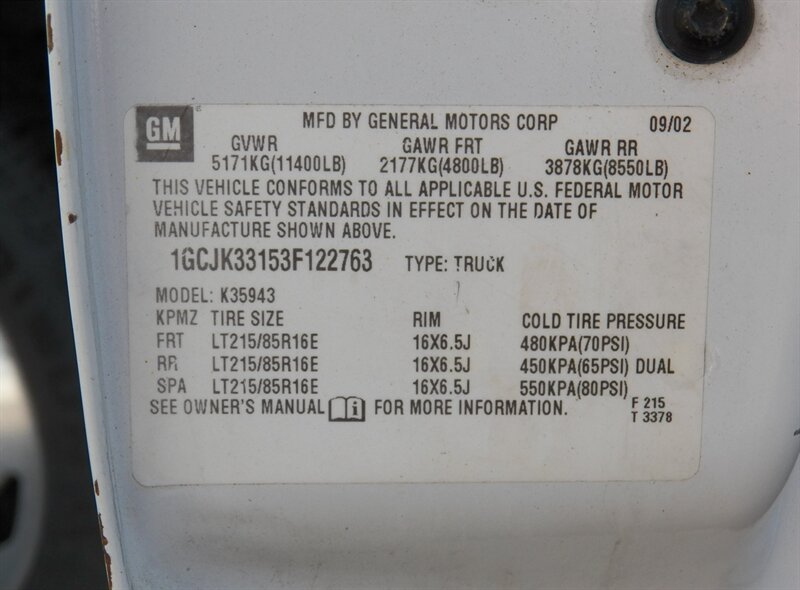 GM
MFD BY GENERAL MOTORS CORP 09/02
GVWR GAWR FRT GAWR RR
5171KG(11400LB) 2177KG(4800LB) 3878KG(8550LB)
THIS VEHICLE CONFORMS TO ALL APPLICABLE U.S. FEDERAL MOTOR
VEHICLE SAFETY STANDARDS IN EFFECT ON THE DATE OF
MANUFACTURE SHOWN ABOVE.
1GCJK33153F122763 TYPE: TRUCK
MODEL: K35943
KPMZ TIRE SIZE RIM COLD TIRE PRESSURE
FRT LT215/85R16E 16X6.5J 480KPA(70PSI)
RR LT215/85R16E 16X6.5J 450KPA(65PSI) DUAL
SPA LT215/85R16E 16X6.5J 550KPA(80PSI)
SEE OWNER'S MANUAL i FOR MORE INFORMATION. F 215
T 3378